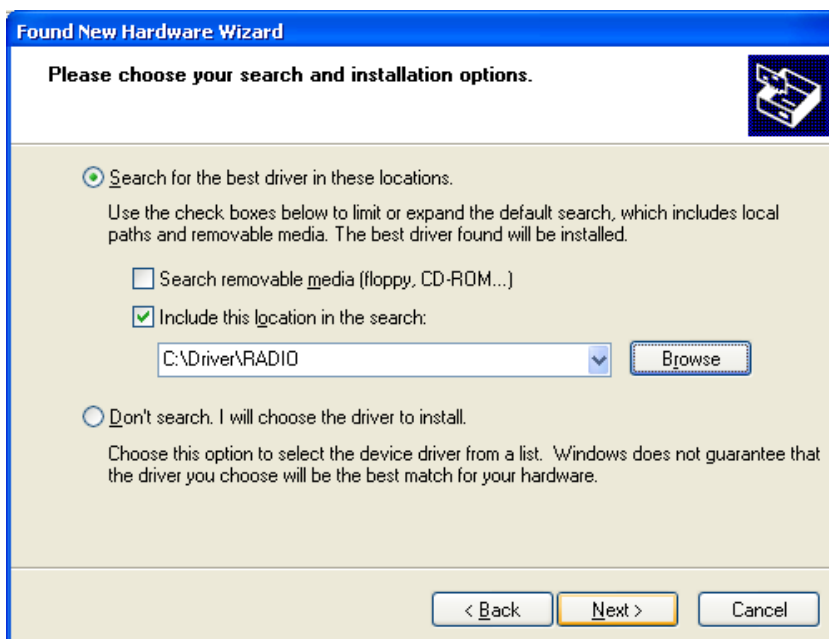 Found New Hardware Wizard
Please choose your search and installation options.
Search for the best driver in these locations.
Use the check boxes below to limit or expand the default search, which includes local
paths and removable media. The best driver found will be installed.
Search removable media (floppy, CD-ROM...)
Include this location in the search:
C:\Driver\RADIO
Browse
Don't search. I will choose the driver to install.
Choose this option to select the device driver from a list. Windows does not guarantee that
the driver you choose will be the best match for your hardware.
< Back
Next >
Cancel